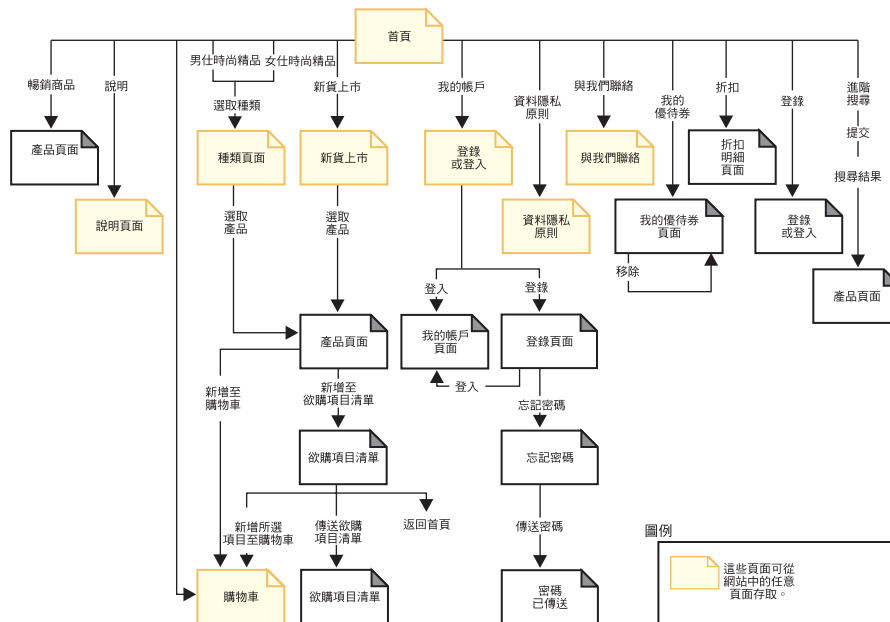 首頁
男仕時尚精品
女仕時尚精品
暢銷商品
說明
選取種類
新貨上市
我的帳戶
資料隱私
原則
與我們聯絡
我的
優待券
折扣
登錄
進階
搜尋
提交
搜尋結果
產品頁面
說明頁面
種類頁面
新貨上市
登錄
或登入
資料隱私
原則
與我們聯絡
我的優待券
頁面
折扣
明細
頁面
登錄
或登入
產品頁面
選取
產品
選取
產品
移除
登入
登錄
產品頁面
我的帳戶
頁面
登錄頁面
登入
新增至
購物車
新增至
欲購項目清單
忘記密碼
欲購項目清單
忘記密碼
新增所選
項目至購物車
傳送欲購
項目清單
返回首頁
傳送密碼
購物車
欲購項目清單
密碼
已傳送
圖例
這些頁面可從
網站中的任意
頁面存取。